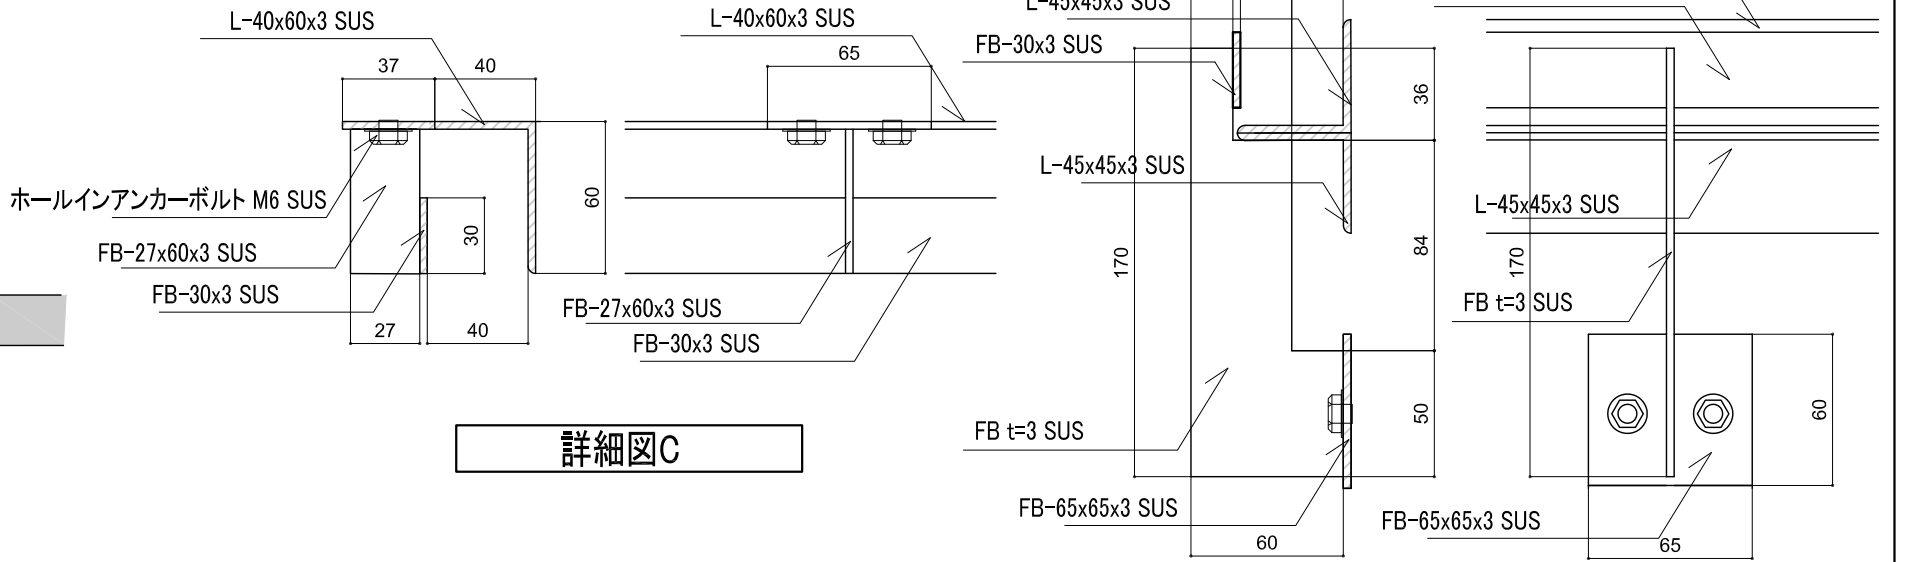 L-40x60x3 SUS
37
40
60
30
ホールインアンカーボルト M6 SUS
FB-27x60x3 SUS
FB-30x3 SUS
27
40
L-40x60x3 SUS
65
FB-27x60x3 SUS
FB-30x3 SUS
詳細図C
L-45x45x3 SUS
FB-30x3 SUS
36
L-45x45x3 SUS
84
170
50
FB t=3 SUS
FB-65x65x3 SUS
60
L-45x45x3 SUS
170
FB t=3 SUS
60
FB-65x65x3 SUS
65